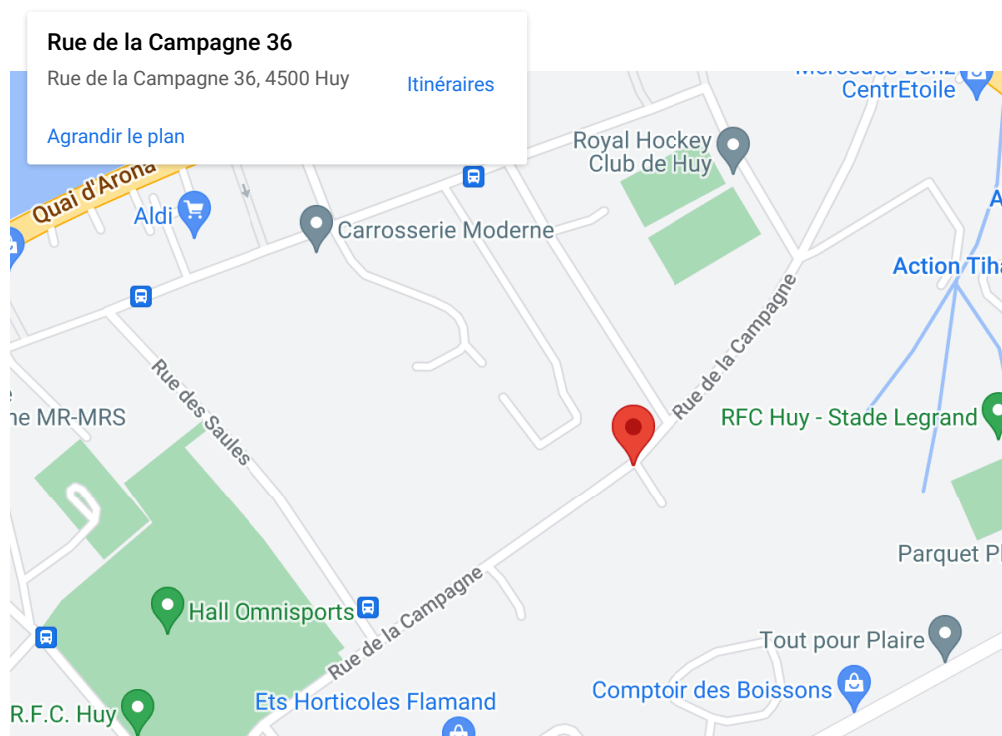 Rue de la Campagne 36
Rue de la Campagne 36, 4500 Huy
Itinéraires
Agrandir le plan
CentrEtoile
Royal Hockey
Club de Huy
Quai d'Arona
Aldi
Carrosserie Moderne
Action Tiha
Rue de la Campagne
Rue des Saules
ne MR-MRS
RFC Huy - Stade Legrand
Parquet Pl
Hall Omnisports
Rue de la Campagne
Tout pour Plaire
Comptoir des Boissons
Ets Horticoles Flamand
R.F.C. Huy